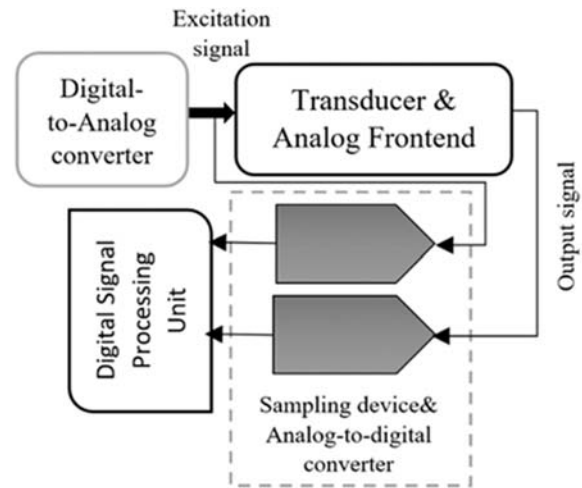 Excitation
signal
Digital-
to-Analog
converter
Transducer &
Analog Frontend
Output signal
Digital Signal
Processing
Unit
Sampling device&
Analog-to-digital
converter